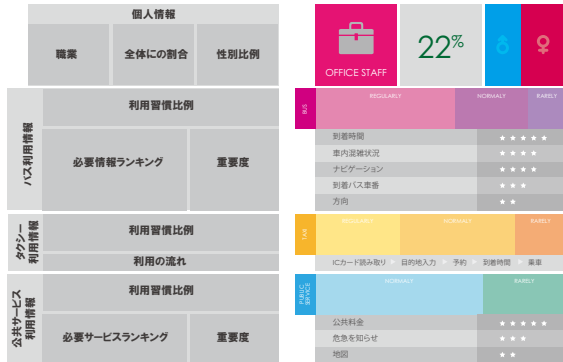 個人情報
職業
全体にの割合
性別比例
バス利用情報
利用習慣比例
必要情報ランキング
重要度
タクシー
利用情報
利用習慣比例
利用の流れ
公共サービス
利用情報
利用習慣比例
必要サービスランキング
重要度
OFFICE STAFF
22%
BUS
REGULARLY
NORMALY
RARELY
到着時間
★★★★★
車内混雑状況
★★★★
ナビゲーション
★★★★
到着バス車番
★★★
方向
★★
TAXI
REGULARLY
NORMALY
RARELY
ICカード読み取り ▶ 目的地入力 ▶ 予約 ▶ 到着時間 ▶ 乗車
PUBLIC
SERVICE
NORMALY
RARELY
公共料金
★★★★★
危急を知らせ
★★★
地図
★★